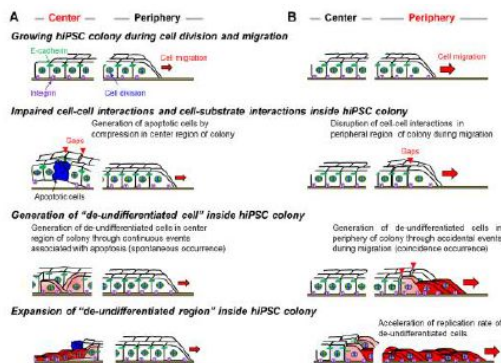 A — Center — — Periphery —
B — Center — — Periphery —
Growing hiPSC colony during cell division and migration
E-cadherin
Cell migration
Cell migration
Integrin
Cell division
Impaired cell-cell interactions and cell-substrate interactions inside hiPSC colony
Generation of apoptotic cells by
compression in center region of colony
Disruption of cell-cell interactions in
peripheral region of colony during migration
Gaps
Gaps
Apoptotic cells
Generation of "de-undifferentiated cell" inside hiPSC colony
Generation of de-undifferentiated cells in center
region of colony through continuous events
associated with apoptosis (spontaneous occurrence)
Generation of de-undifferentiated cells in
periphery of colony through accidental events
during migration (coincidence occurrence)
Expansion of "de-undifferentiated region" inside hiPSC colony
Acceleration of replication rate of
de-undifferentiated cells